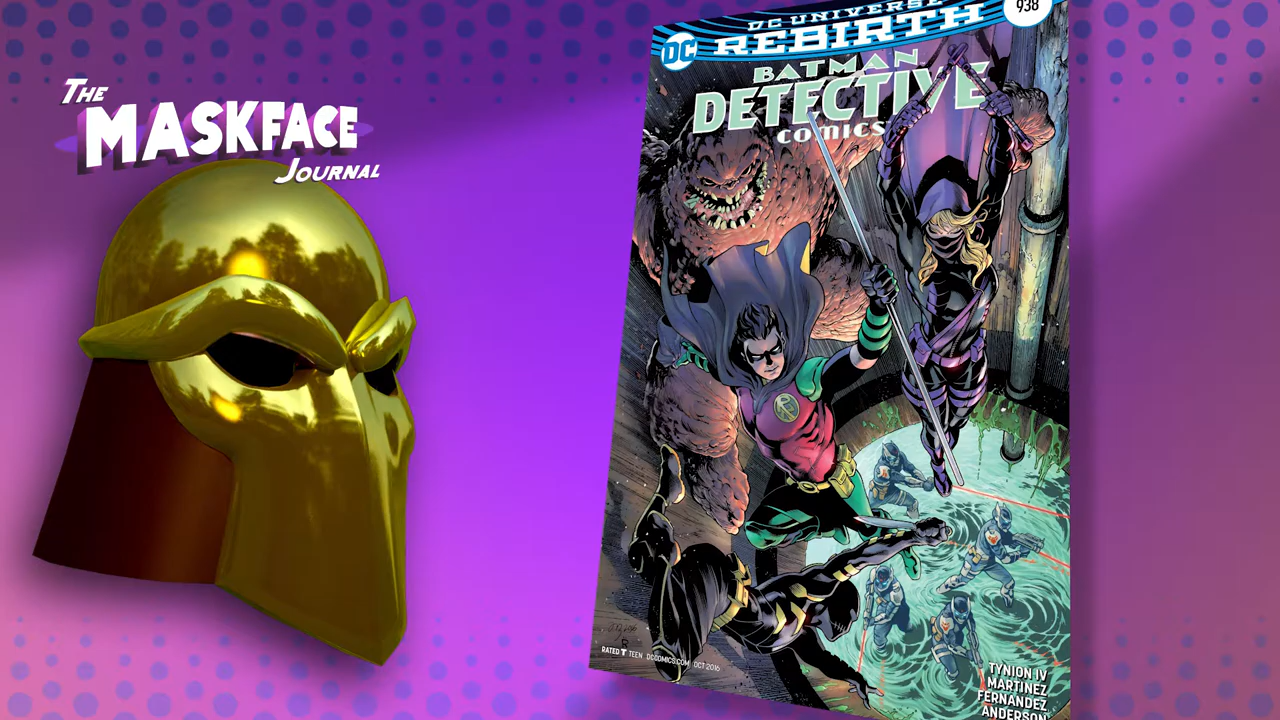 THE
MASKFACE
JOURNAL
938
DC UNIVERSE
REBIRTH
DC
BATMAN
DETECTIVE
COMICS
RATED T TEEN DCCOMICS.COM OCT 2016
TYNION IV
MARTINEZ
FERNANDEZ
ANDERSON